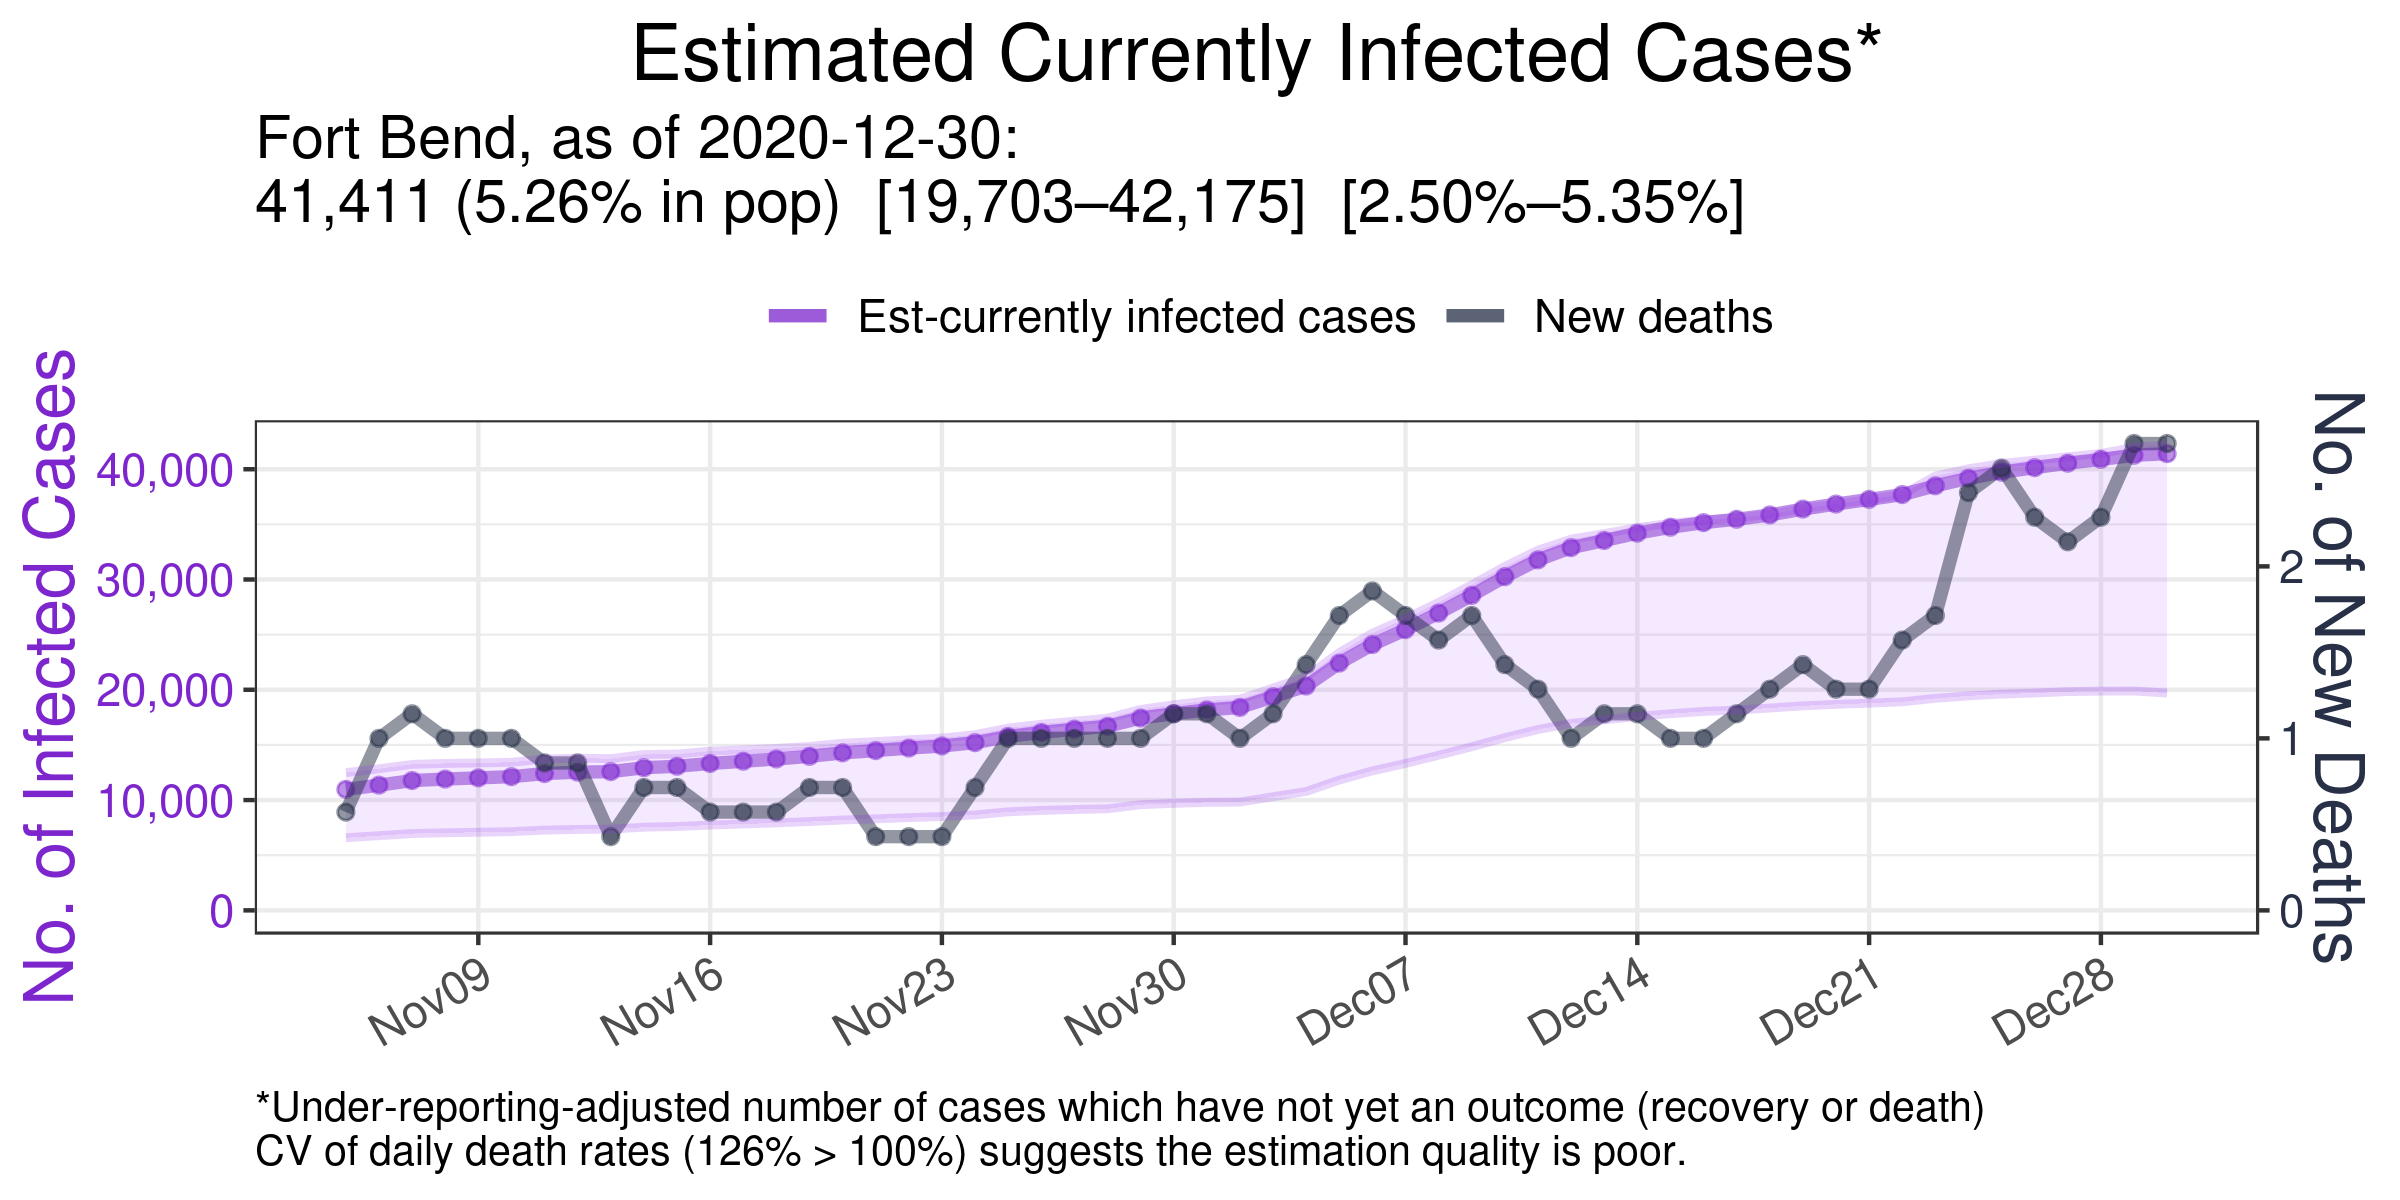 Estimated Currently Infected Cases*
Fort Bend, as of 2020-12-30:
41,411 (5.26% in pop)  [19,703–42,175]  [2.50%–5.35%]
Est-currently infected cases
New deaths
No. of Infected Cases
40,000
30,000
20,000
10,000
0
No. of New Deaths
2
1
0
Nov09
Nov16
Nov23
Nov30
Dec07
Dec14
Dec21
Dec28
*Under-reporting-adjusted number of cases which have not yet an outcome (recovery or death)
CV of daily death rates (126% > 100%) suggests the estimation quality is poor.